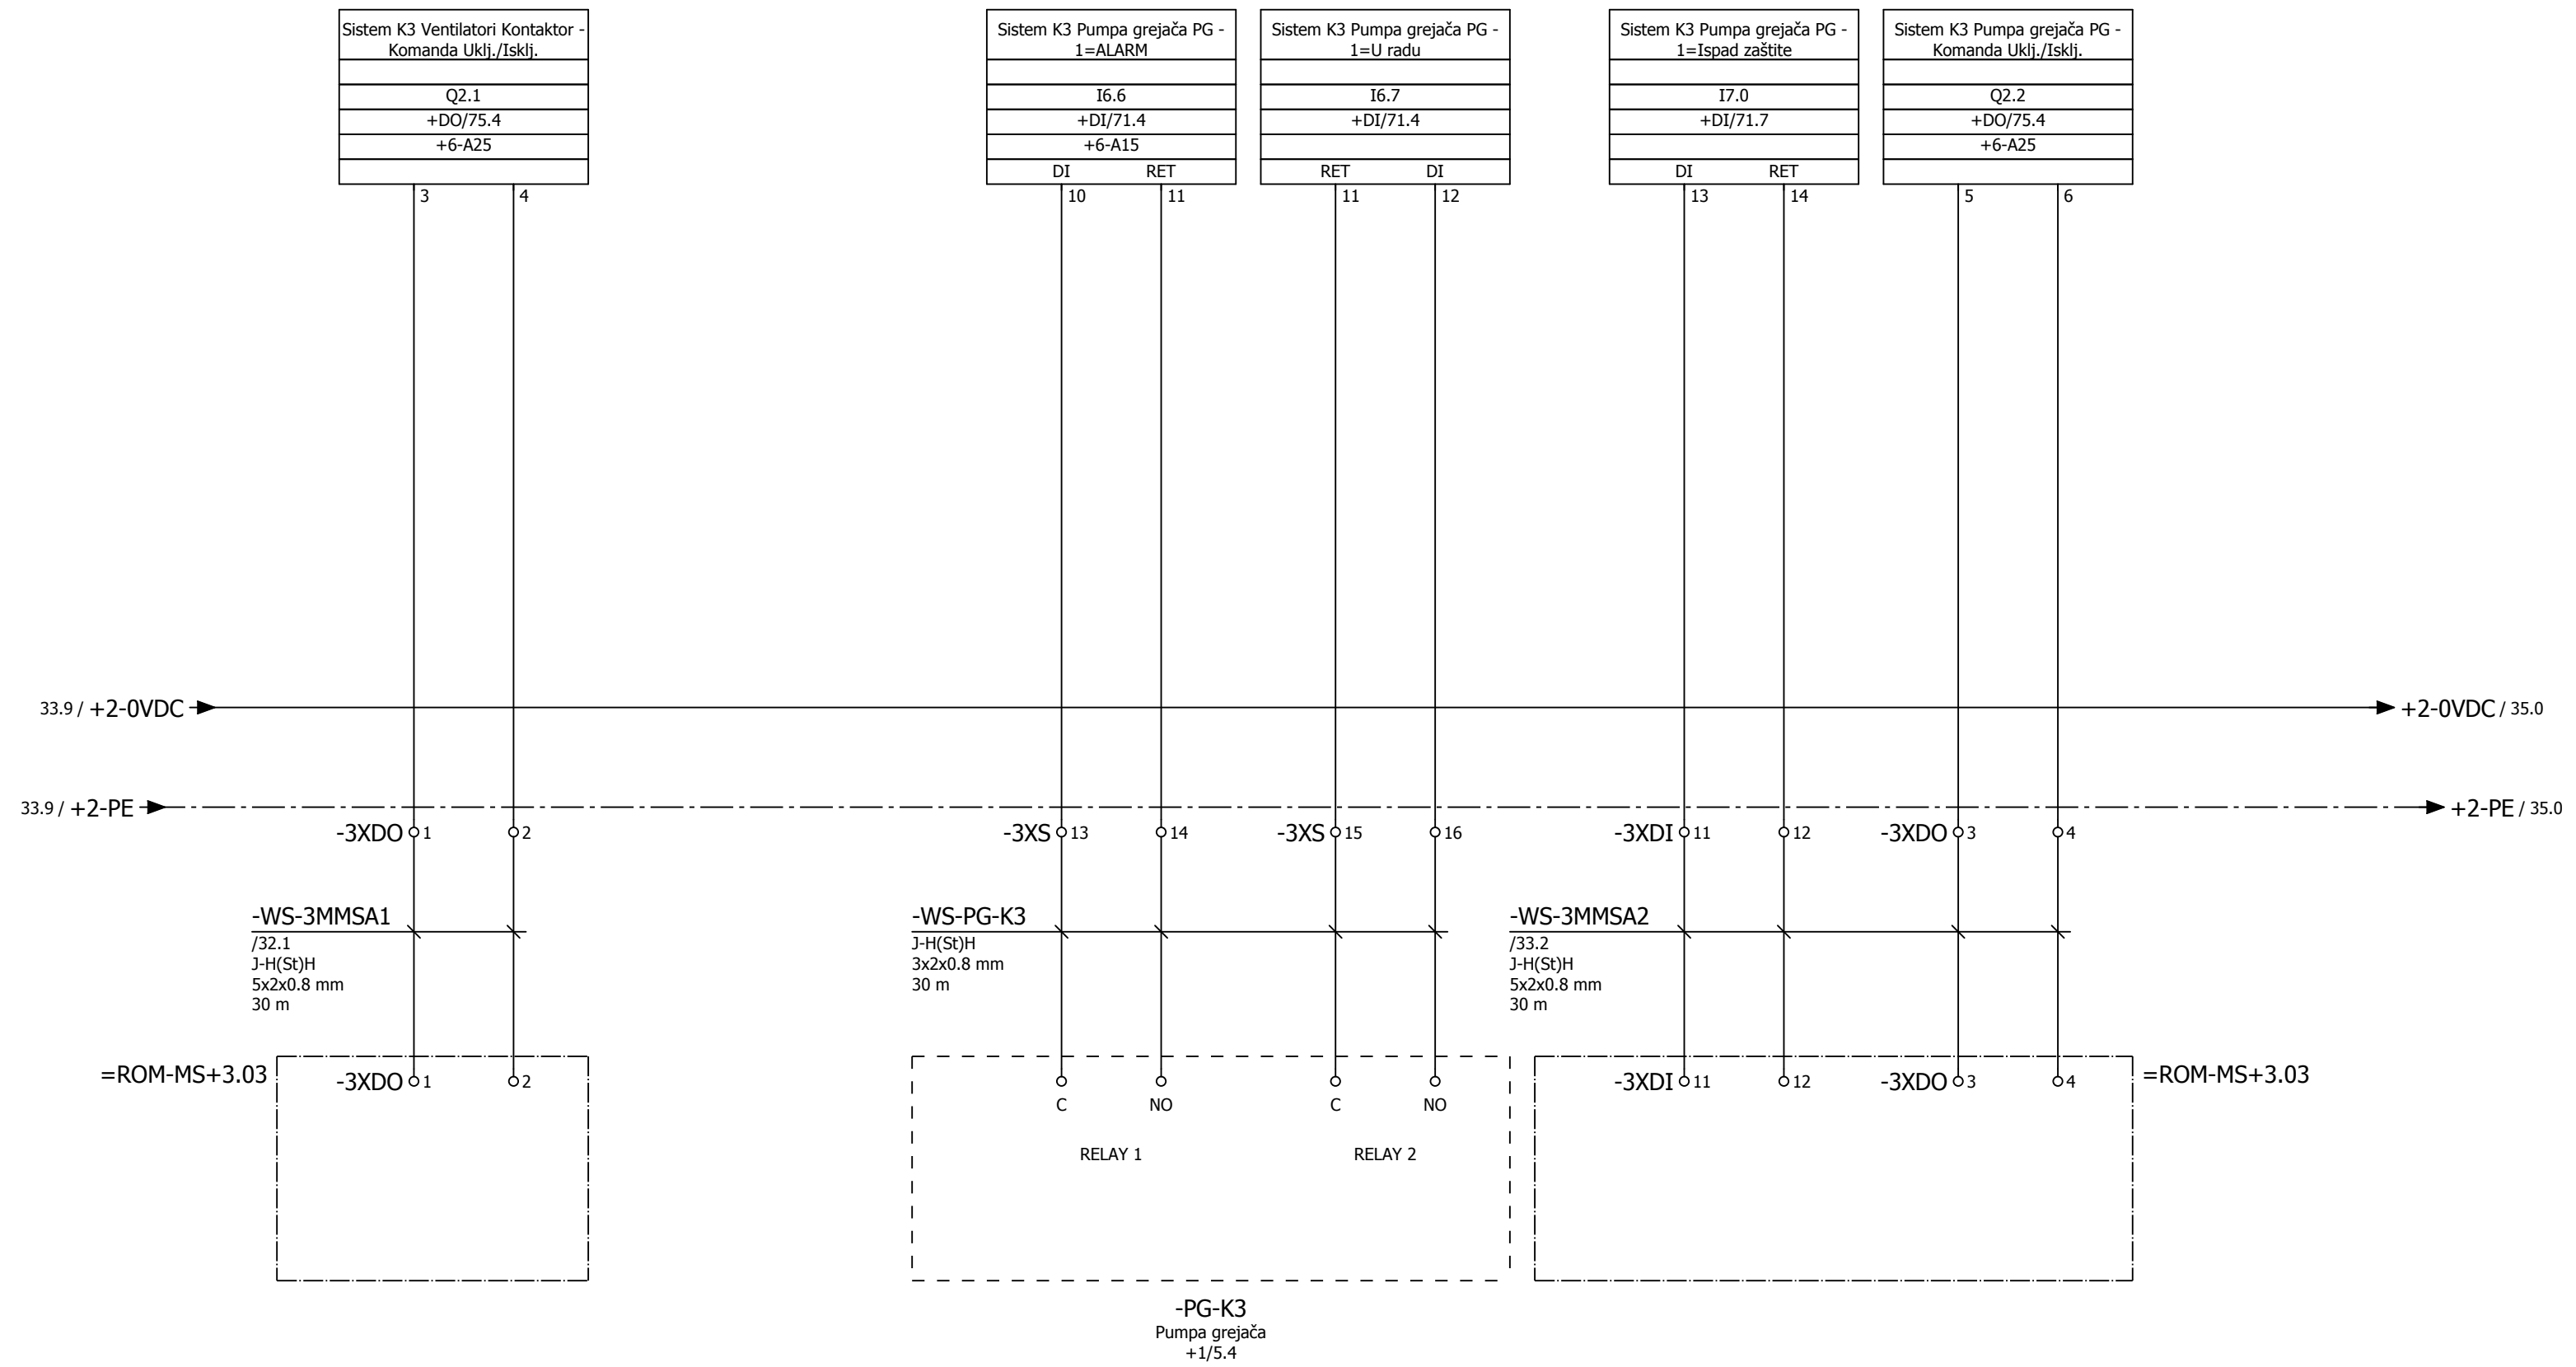 Sistem K3 Ventilatori Kontaktor -
Komanda Uklj./Isklj.
Q2.1
+DO/75.4
+6-A25
3
4
Sistem K3 Pumpa grejača PG -
1=ALARM
I6.6
+DI/71.4
+6-A15
DI RET
10
11
Sistem K3 Pumpa grejača PG -
1=U radu
I6.7
+DI/71.4
RET DI
11
12
Sistem K3 Pumpa grejača PG -
1=Ispad zaštite
I7.0
+DI/71.7
DI RET
13
14
Sistem K3 Pumpa grejača PG -
Komanda Uklj./Isklj.
Q2.2
+DO/75.4
+6-A25
5
6
33.9 / +2-0VDC
+2-0VDC / 35.0
33.9 / +2-PE
+2-PE / 35.0
-3XDO 1 2
-3XS 13 14
-3XS 15 16
-3XDI 11 12
-3XDO 3 4
-WS-3MMSA1
/32.1
J-H(St)H
5x2x0.8 mm
30 m
-WS-PG-K3
J-H(St)H
3x2x0.8 mm
30 m
-WS-3MMSA2
/33.2
J-H(St)H
5x2x0.8 mm
30 m
=ROM-MS+3.03
-3XDO 1 2
C NO
RELAY 1
C NO
RELAY 2
-3XDI 11 12
-3XDO 3 4
=ROM-MS+3.03
-PG-K3
Pumpa grejača
+1/5.4